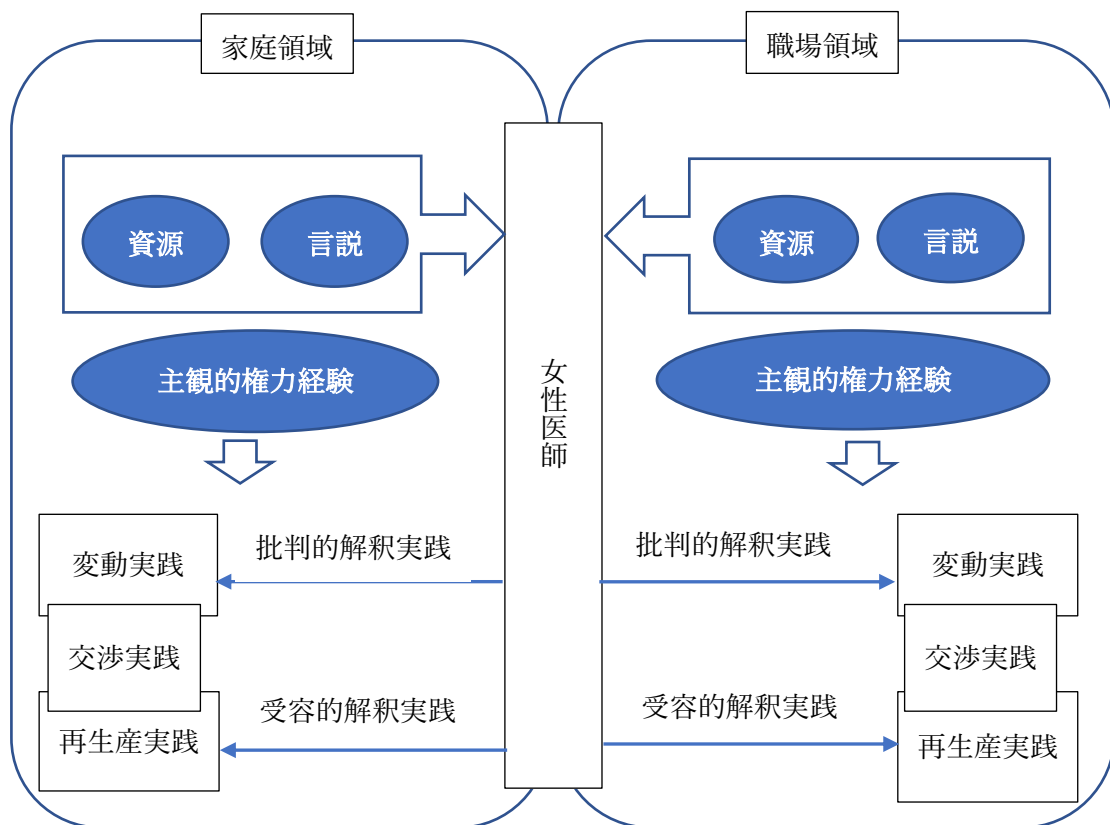 家庭領域
職場領域
資源
言説
資源
言説
主観的権力経験
主観的権力経験
女性医師
変動実践
批判的解釈実践
批判的解釈実践
変動実践
交渉実践
交渉実践
再生産実践
受容的解釈実践
受容的解釈実践
再生産実践